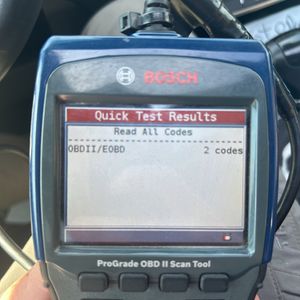 BOSCH
Quick Test Results
Read All Codes
OBDII/EOBD 2 codes
ProGrade OBD II Scan Tool